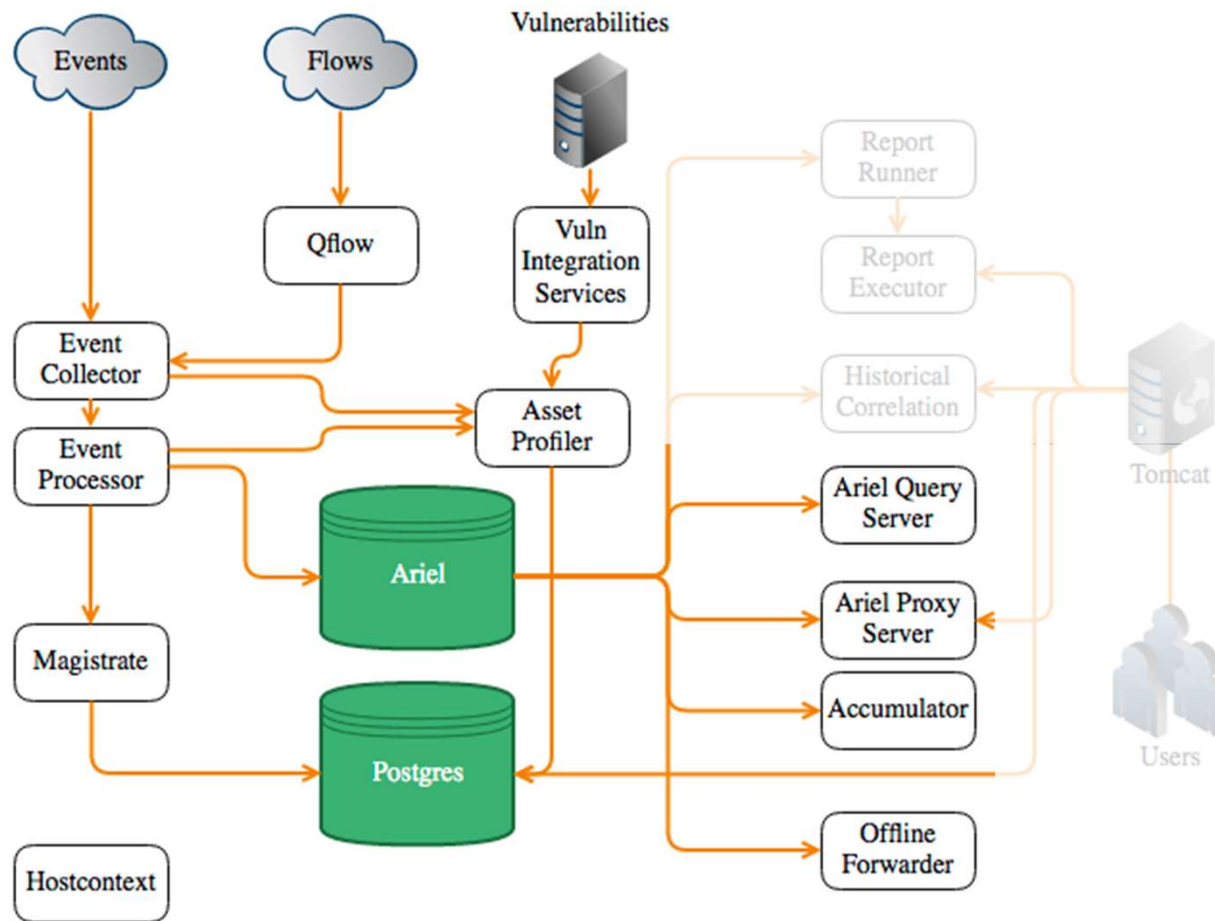 Vulnerabilities
Events
Flows
Report
Runner
Qflow
Vuln
Integration
Services
Report
Executor
Event
Collector
Historical
Correlation
Asset
Profiler
Event
Processor
Tomcat
Ariel Query
Server
Ariel
Ariel Proxy
Server
Magistrate
Accumulator
Users
Postgres
Offline
Forwarder
Hostcontext